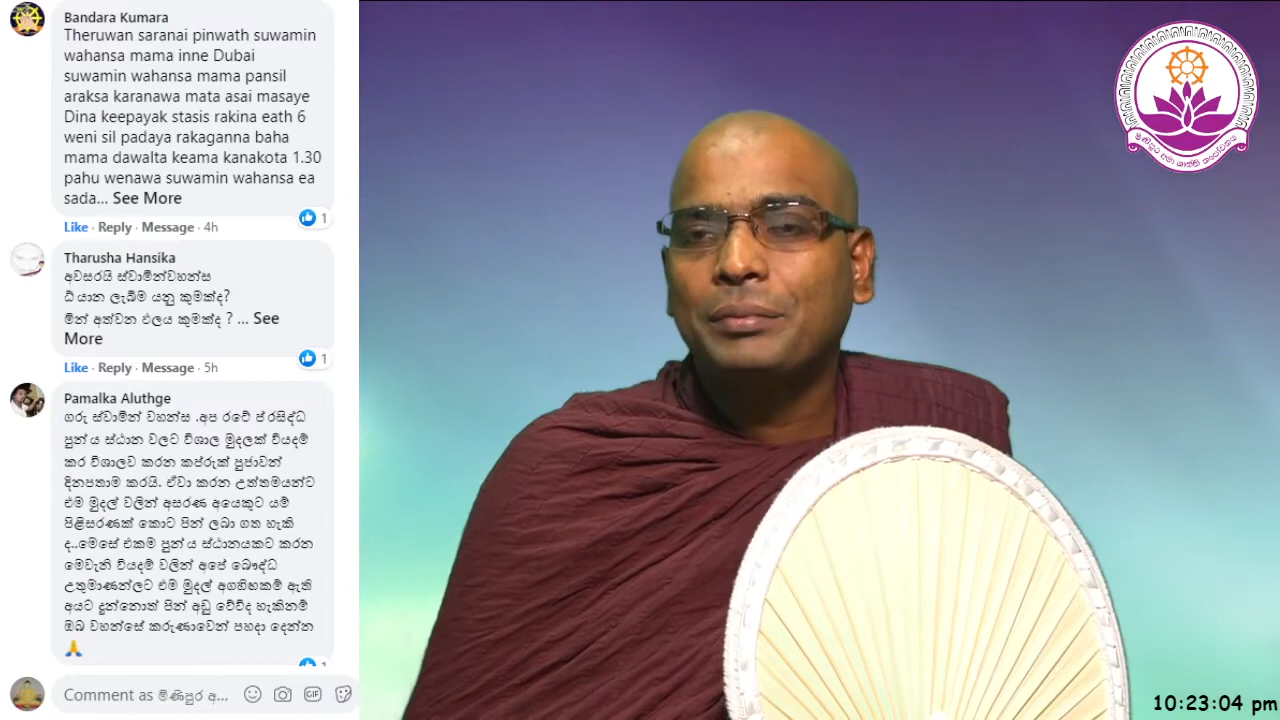 Bandara Kumara
Theruwan saranai pinwath suwamin
wahansa mama inne Dubai
suwamin wahansa mama pansil
araksa karanawa mata asai masaye
Dina keepayak stasis rakina eath 6
weni sil padaya rakaganna baha
mama dawalta keama kanakota 1.30
pahu wenawa suwamin wahansa ea
sada... See More
Like · Reply · Message · 4h
1
Tharusha Hansika
අවසරයි ස්වාමීන්වහන්ස
ධ්‍යාන ලැබීම යනු කුමක්ද?
මින් අත්වන ඵලය කුමක්ද ? ... See
More
Like · Reply · Message · 5h
1
Pamalka Aluthge
ගරු ස්වාමීන් වහන්ස .අප රටේ ප්රසිද්ධ
පුන්‍ය ස්ථාන වලට විශාල මුදලක් වියදම්
කර විශාලව කරන කප්රුක් පූජාවන්
දිනපතාම කරයි. ඒවා කරන උත්තමයන්ට
එම මුදල් වලින් අසරණ අයෙකුට යම්
පිළිසරණක් කොට පින් ලබා ගත හැකි
ද..මෙසේ එකම පුන්‍ය ස්ථානයකට කරන
මෙවැනි වියදම් වලින් අපේ බෞද්ධ
උතුමාණන්ලට එම මුදල් අගහිඟකම් ඇති
අයට දුන්නොත් පින් අඩු වේවිද හැකිනම්
ඔබ වහන්සේ කරුණාවෙන් පහදා දෙන්න
🙏
1
Comment as මිණිපුර අ...
GIF
මිණිපුර අමා ශාන්ති තපෝවනය
10:23:04 pm